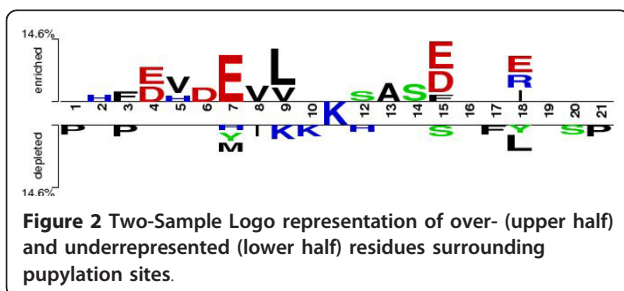 14.6%
E L E
E V D E V V S A S D E R
D H H F F I
enriched
1 2 3 4 5 6 7 8 9 10 K 12 13 14 15 16 17 18 19 20 21
depleted
P P H I K K H S F Y S P
Y L
M
14.6%
Figure 2 Two-Sample Logo representation of over- (upper half)
and underrepresented (lower half) residues surrounding
pupylation sites.